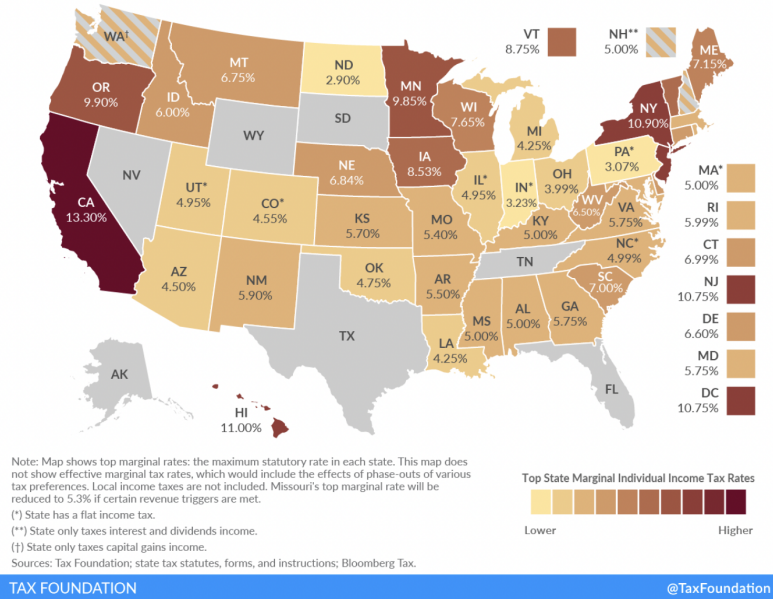 WA†
VT
8.75%
NH**
5.00%
ME
7.15%
MT
6.75%
ND
2.90%
MN
9.85%
OR
9.90%
ID
6.00%
WI
7.65%
NY
10.90%
SD
WY
MI
4.25%
IA
8.53%
PA*
3.07%
NE
6.84%
NV
OH
3.99%
IL*
4.95%
IN*
3.23%
MA*
5.00%
UT*
4.95%
CO*
4.55%
CA
13.30%
WV
6.50%
VA
5.75%
RI
5.99%
KS
5.70%
MO
5.40%
KY
5.00%
NC*
4.99%
CT
6.99%
TN
AZ
4.50%
NM
5.90%
OK
4.75%
AR
5.50%
SC
7.00%
NJ
10.75%
MS
5.00%
AL
5.00%
GA
5.75%
DE
6.60%
TX
LA
4.25%
MD
5.75%
AK
FL
DC
10.75%
HI
11.00%
Note: Map shows top marginal rates: the maximum statutory rate in each state. This map does
not show effective marginal tax rates, which would include the effects of phase-outs of various
tax preferences. Local income taxes are not included. Missouri's top marginal rate will be
reduced to 5.3% if certain revenue triggers are met.
(*) State has a flat income tax.
(**) State only taxes interest and dividends income.
(†) State only taxes capital gains income.
Sources: Tax Foundation; state tax statutes, forms, and instructions; Bloomberg Tax.
Top State Marginal Individual Income Tax Rates
Lower
Higher
TAX FOUNDATION
@TaxFoundation